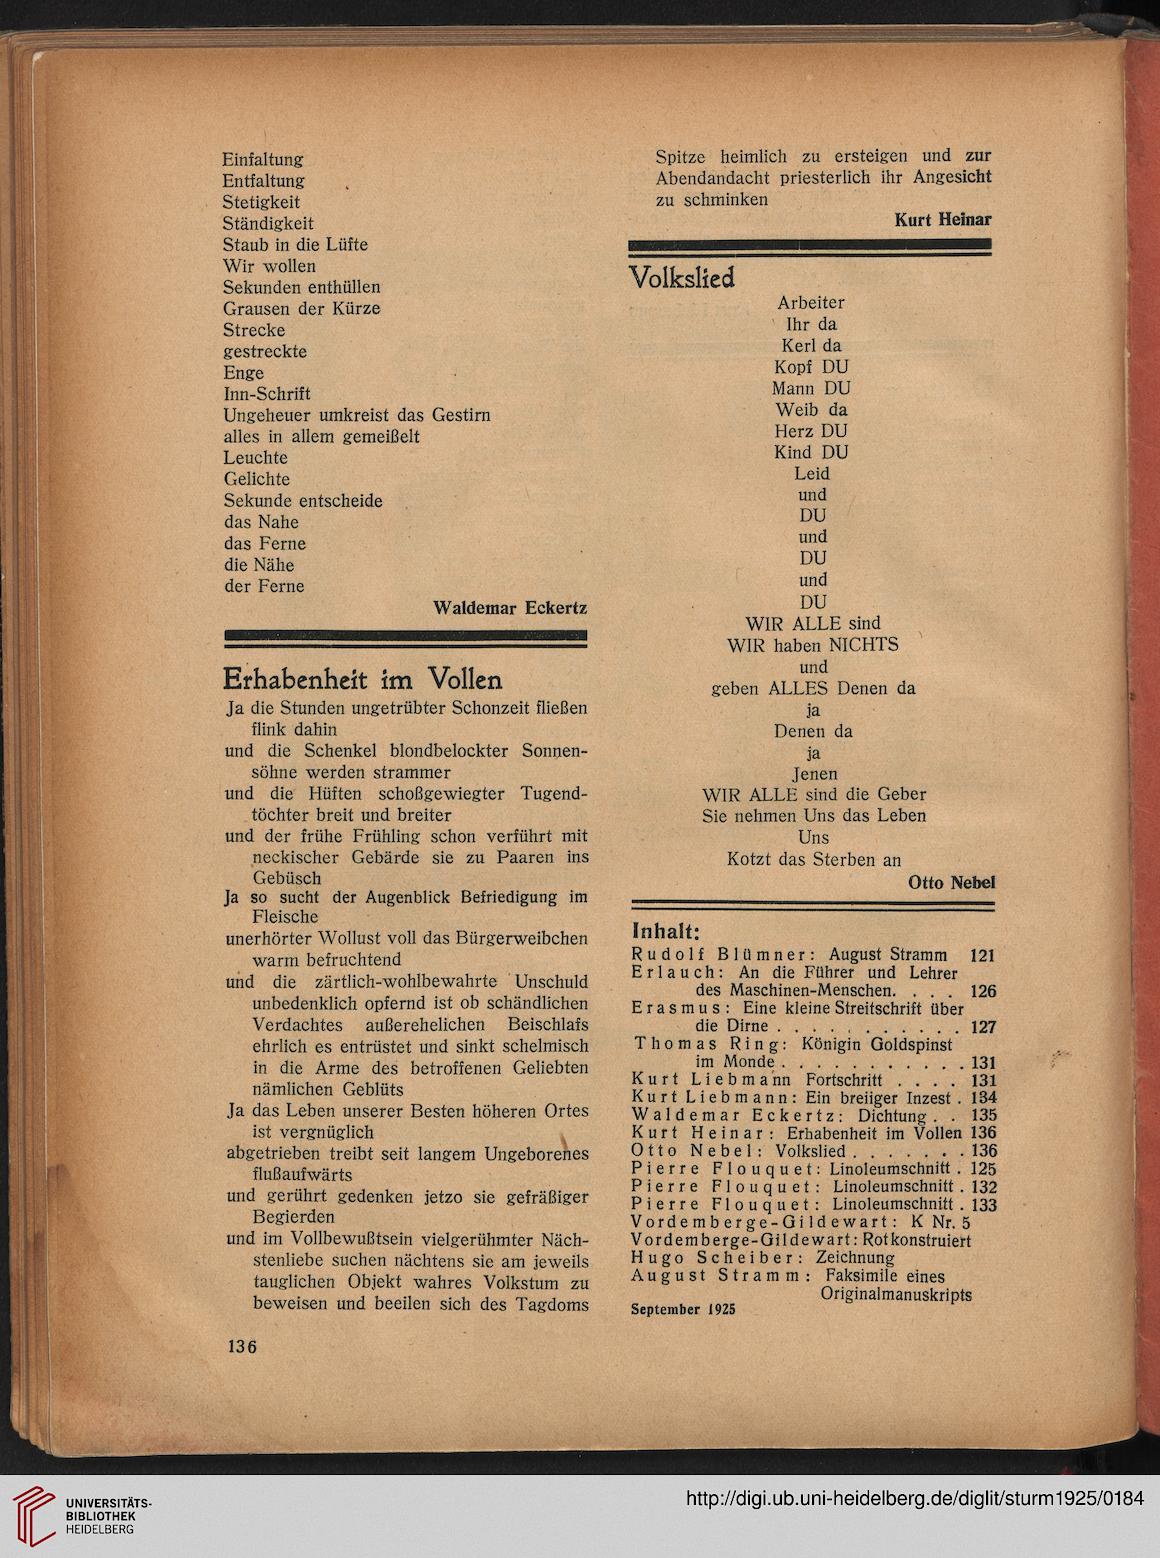 Einfaltung
Entfaltung
Stetigkeit
Ständigkeit
Staub in die Lüfte
Wir wollen
Sekunden enthüllen
Grausen der Kürze
Strecke
gestreckte
Enge
Inn-Schrift
Ungeheuer umkreist das Gestirn
alles in allem gemeißelt
Leuchte
Gelichte
Sekunde entscheide
das Nahe
das Ferne
die Nähe
der Ferne
Waldemar Eckertz
Erhabenheit im Vollen
Ja die Stunden ungetrübter Schonzeit fließen
flink dahin
und die Schenkel blondbelockter Sonnen-
söhne werden strammer
und die Hüften schoßgewiegter Tugend-
töchter breit und breiter
und der frühe Frühling schon verführt mit
neckischer Gebärde sie zu Paaren ins
Gebüsch
Ja so sucht der Augenblick Befriedigung im
Fleische
unerhörter Wollust voll das Bürgerweibchen
warm befruchtend
und die zärtlich-wohlbewahrte Unschuld
unbedenklich opfernd ist ob schändlichen
Verdachtes außerehelichen Beischlafs
ehrlich es entrüstet und sinkt schelmisch
in die Arme des betroffenen Geliebten
nämlichen Geblüts
Ja das Leben unserer Besten höheren Ortes
ist vergnüglich
abgetrieben treibt seit langem Ungeborenes
flußaufwärts
und gerührt gedenken jetzo sie gefräßiger
Begierden
und im Vollbewußtsein vielgerühmter Näch-
stenliebe suchen nächtens sie am jeweils
tauglichen Objekt wahres Volkstum zu
beweisen und beeilen sich des Tagdoms
136
Spitze heimlich zu ersteigen und zur
Abendandacht priesterlich ihr Angesicht
zu schminken
Kurt Heinar
Volkslied
Arbeiter
Ihr da
Kerl da
Kopf DU
Mann DU
Weib da
Herz DU
Kind DU
Leid
und
DU
und
DU
und
DU
WIR ALLE sind
WIR haben NICHTS
und
geben ALLES Denen da
ja
Denen da
ja
Jenen
WIR ALLE sind die Geber
Sie nehmen Uns das Leben
Uns
Kotzt das Sterben an
Otto Nebel
Inhalt:
Rudolf Blümner: August Stramm 121
Erlauch: An die Führer und Lehrer
des Maschinen-Menschen. . . . 126
Erasmus: Eine kleine Streitschrift über
die Dirne . . . . . . . . . . . 127
Thomas Ring: Königin Goldspinst
im Monde . . . . . . . . . . . 131
Kurt Liebmann Fortschritt . . . . 131
Kurt Liebmann: Ein breiiger Inzest . 134
Waldemar Eckertz: Dichtung . . 135
Kurt Heinar: Erhabenheit im Vollen 136
Otto Nebel: Volkslied . . . . . . . 136
Pierre Flouquet: Linoleumschnitt . 125
Pierre Flouquet: Linoleumschnitt . 132
Pierre Flouquet: Linoleumschnitt . 133
Vordemberge-Gildewart: K Nr. 5
Vordemberge-Gildewart: Rot konstruiert
Hugo Scheiber: Zeichnung
August Stramm: Faksimile eines
Originalmanuskripts
September 1925
UNIVERSITÄTS-
BIBLIOTHEK
HEIDELBERG
http://digi.ub.uni-heidelberg.de/diglit/sturm1925/0184